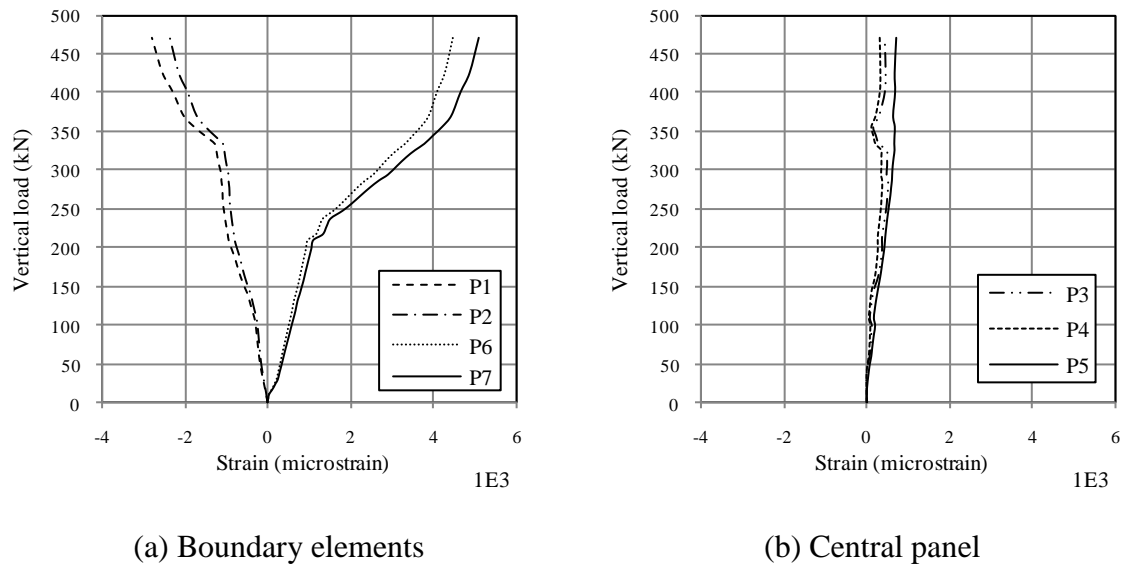 500
450
400
350
300
250
200
150
100
50
0
Vertical load (kN)
-4 -2 0 2 4 6
Strain (microstrain)
1E3
P1
P2
P6
P7
(a) Boundary elements
500
450
400
350
300
250
200
150
100
50
0
Vertical load (kN)
-4 -2 0 2 4 6
Strain (microstrain)
1E3
P3
P4
P5
(b) Central panel